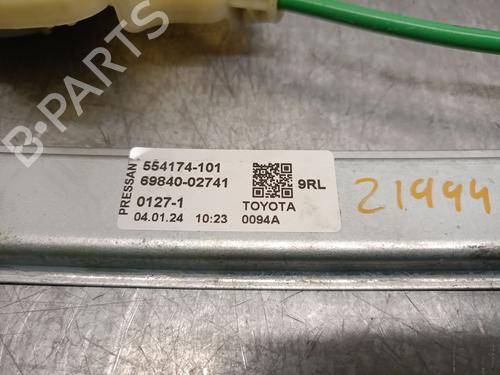 PRESSAN
554174-101
69840-02741
9RL
0127-1
TOYOTA
04.01.24 10:23 0094A
21944
B-PARTS